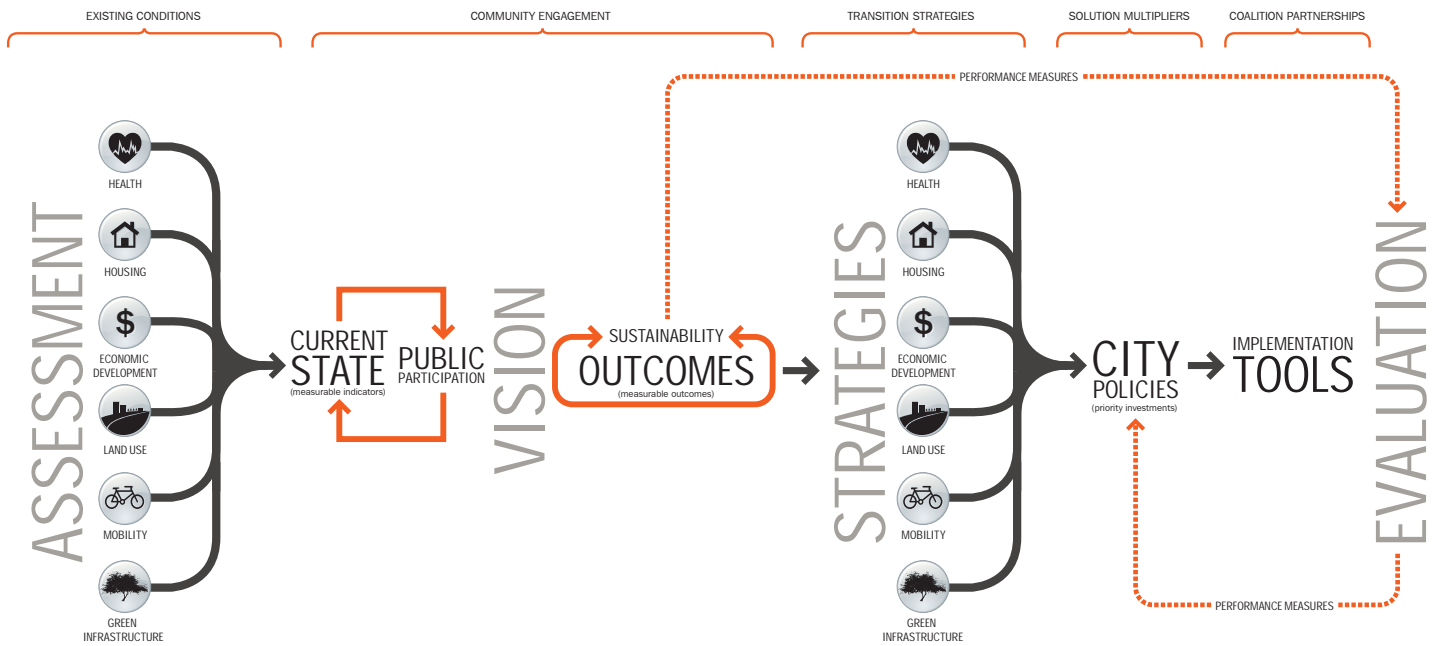 EXISTING CONDITIONS
COMMUNITY ENGAGEMENT
TRANSITION STRATEGIES
SOLUTION MULTIPLIERS
COALITION PARTNERSHIPS
PERFORMANCE MEASURES
ASSESSMENT
HEALTH
HOUSING
$
ECONOMIC
DEVELOPMENT
LAND USE
MOBILITY
GREEN
INFRASTRUCTURE
CURRENT
STATE
(measurable indicators)
PUBLIC
PARTICIPATION
VISION
SUSTAINABILITY
OUTCOMES
(measurable outcomes)
STRATEGIES
HEALTH
HOUSING
$
ECONOMIC
DEVELOPMENT
LAND USE
MOBILITY
GREEN
INFRASTRUCTURE
CITY
POLICIES
(priority investments)
IMPLEMENTATION
TOOLS
EVALUATION
PERFORMANCE MEASURES